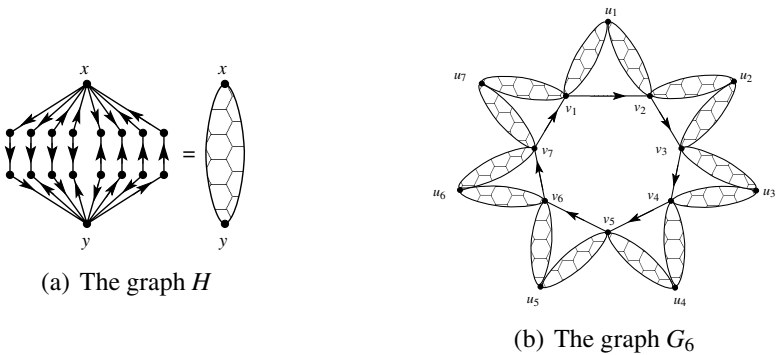 x
x
=
y
y
(a) The graph H
u₁
u₇
u₂
v₁
v₂
v₇
v₃
u₆
v₆
v₄
u₃
v₅
u₅
u₄
(b) The graph G₆